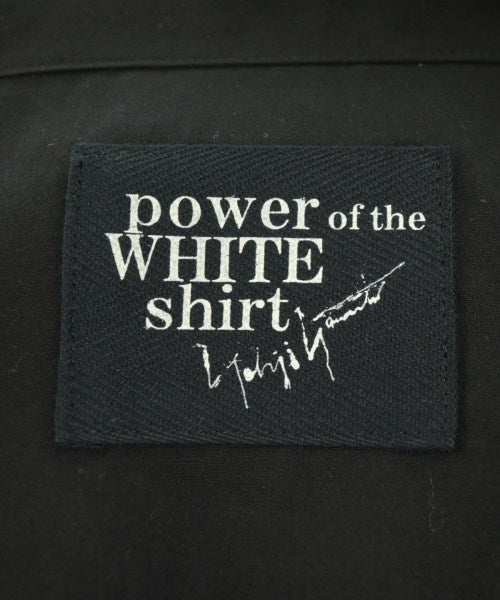 power of the
WHITE
shirt
Yohji Yamamoto